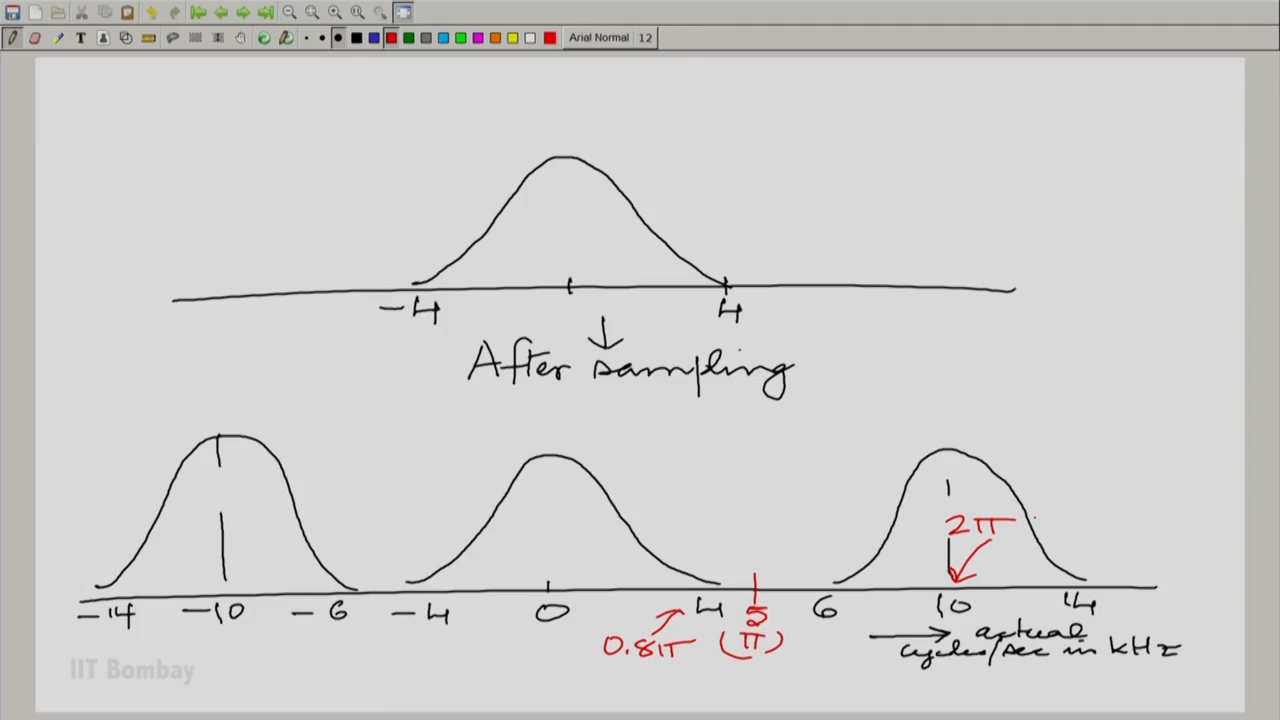 Arial Normal 12
-4 4
After sampling
2π
-14 -10 -6 -4 0 4 5 6 10 14
0.8π (π) actual
cycles/sec in kHz
IIT Bombay